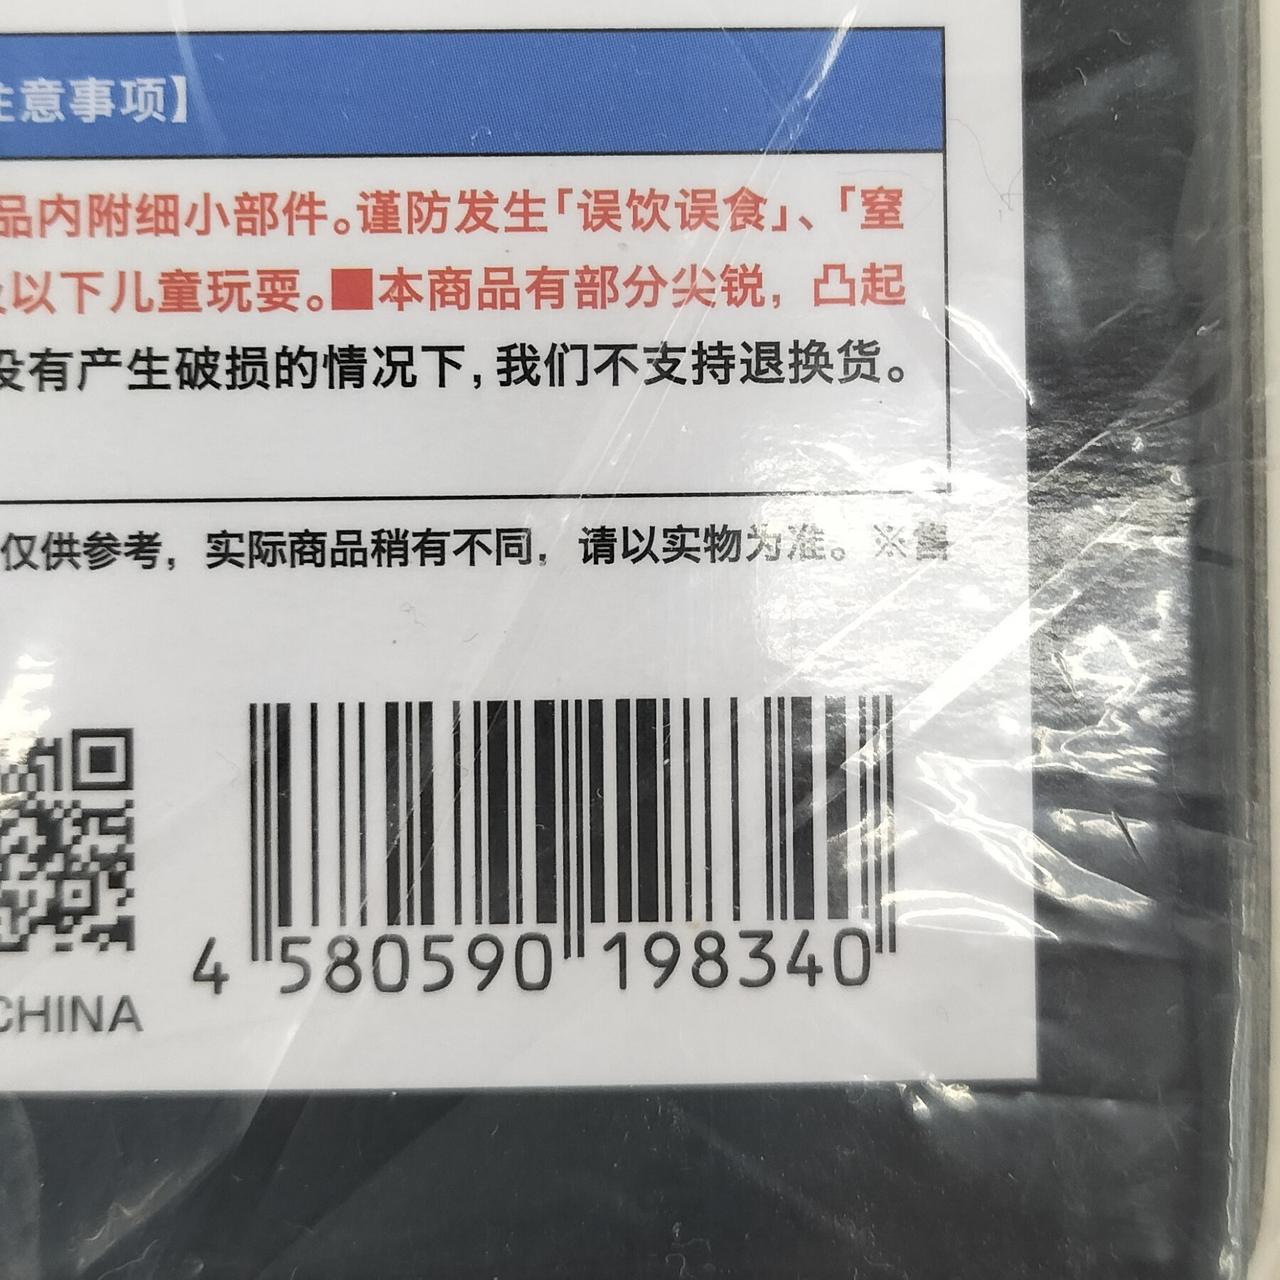 注意事项】
品内附细小部件。谨防发生「误饮误食」、「窒
及以下儿童玩耍。■本商品有部分尖锐，凸起
没有产生破损的情况下,我们不支持退换货。
仅供参考，实际商品稍有不同，请以实物为准。※售
4 580590 198340
CHINA